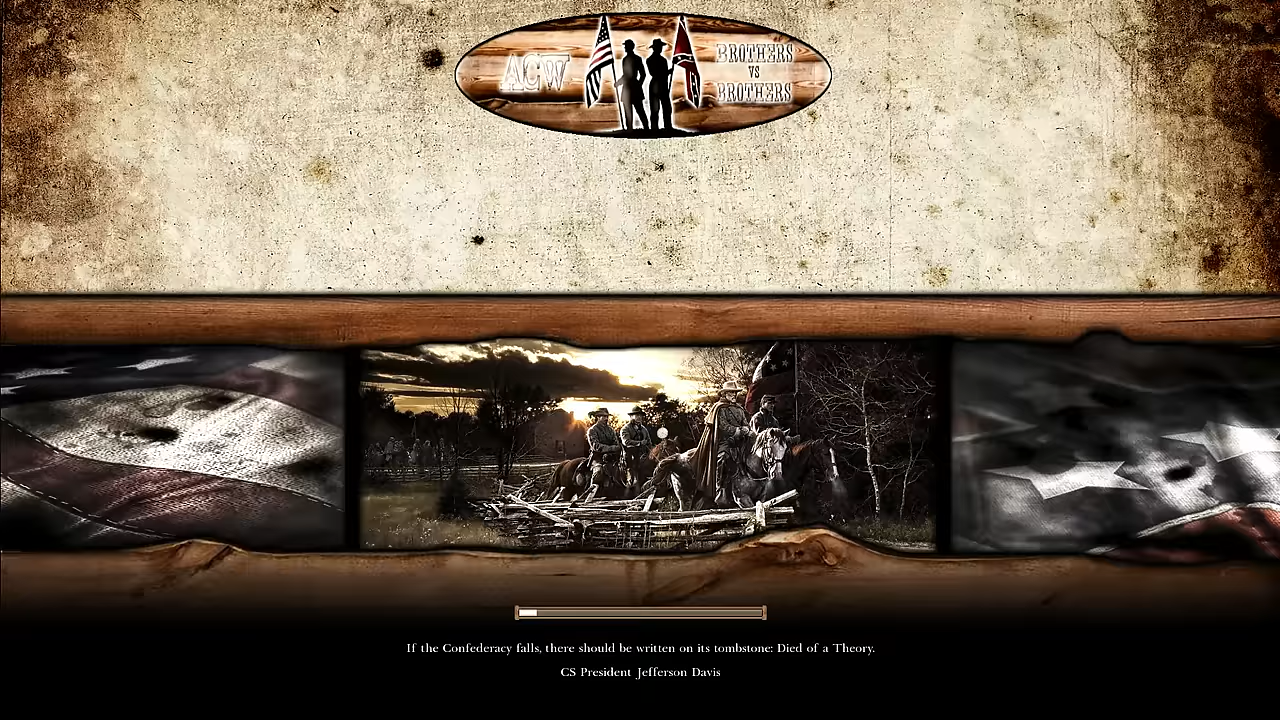 ACW
BROTHERS
VS
BROTHERS
If the Confederacy falls, there should be written on its tombstone: Died of a Theory.
CS President Jefferson Davis